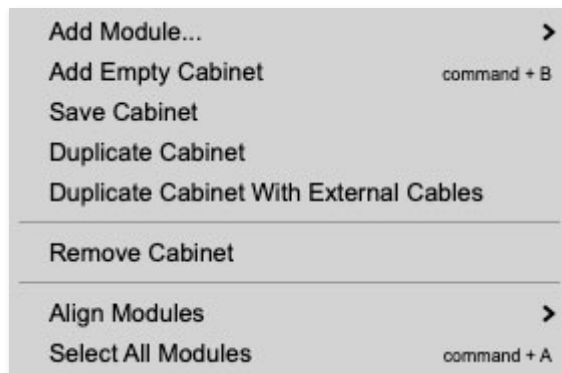 Add Module... >
Add Empty Cabinet command + B
Save Cabinet
Duplicate Cabinet
Duplicate Cabinet With External Cables
Remove Cabinet
Align Modules >
Select All Modules command + A